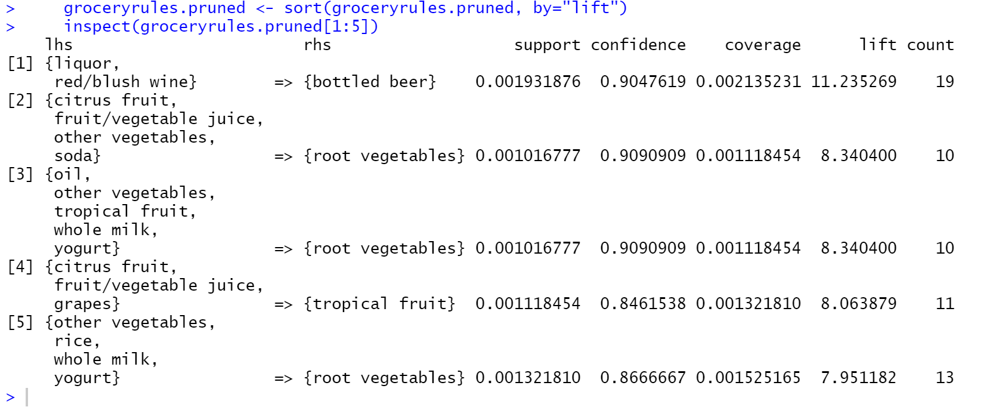 >     groceryrules.pruned <- sort(groceryrules.pruned, by="lift")
>     inspect(groceryrules.pruned[1:5])
    lhs                         rhs                    support confidence    coverage      lift count
[1] {liquor,
     red/blush wine}        => {bottled beer}    0.001931876  0.9047619 0.002135231 11.235269    19
[2] {citrus fruit,
     fruit/vegetable juice,
     other vegetables,
     soda}                  => {root vegetables} 0.001016777  0.9090909 0.001118454  8.340400    10
[3] {oil,
     other vegetables,
     tropical fruit,
     whole milk,
     yogurt}                => {root vegetables} 0.001016777  0.9090909 0.001118454  8.340400    10
[4] {citrus fruit,
     fruit/vegetable juice,
     grapes}                => {tropical fruit}  0.001118454  0.8461538 0.001321810  8.063879    11
[5] {other vegetables,
     rice,
     whole milk,
     yogurt}                => {root vegetables} 0.001321810  0.8666667 0.001525165  7.951182    13
>